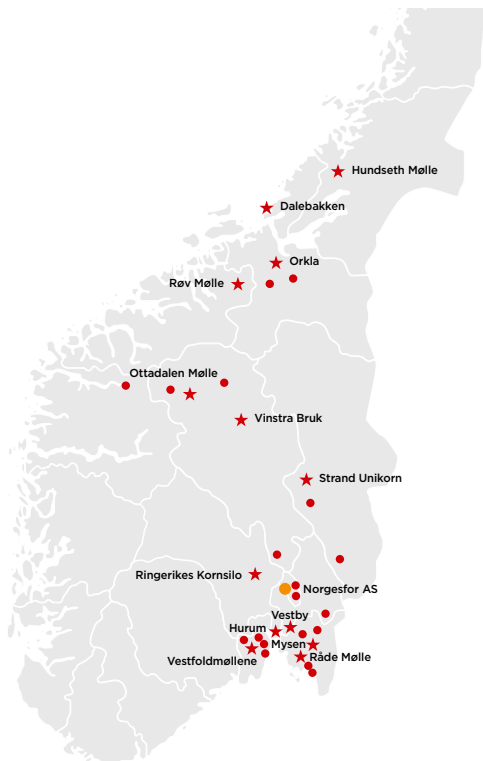 Hundseth Mølle
Dalebakken
Orkla
Røv Mølle
Ottadalen Mølle
Vinstra Bruk
Strand Unikorn
Ringerikes Kornsilo
Norgesfor AS
Vestby
Hurum
Mysen
Råde Mølle
Vestfoldmøllene